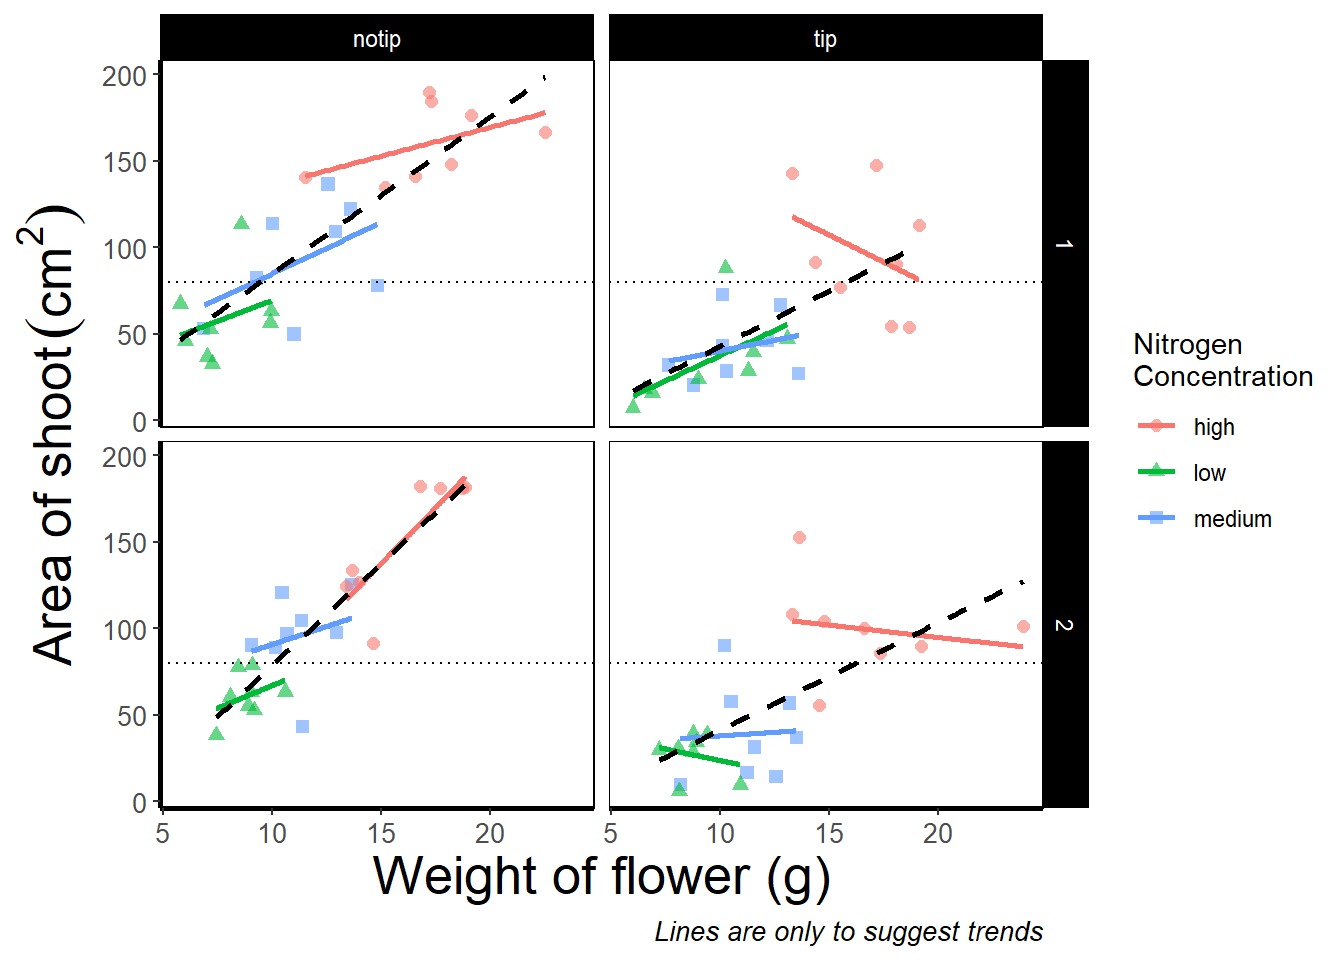 notip
tip
200
150
100
50
0
1
200
150
100
50
0
2
5
10
15
20
5
10
15
20
Area of shoot(cm²)
Weight of flower (g)
Lines are only to suggest trends
Nitrogen
Concentration
high
low
medium